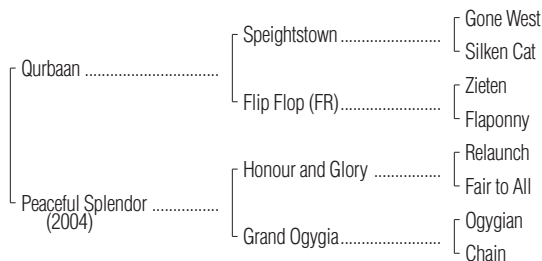 Gone West
Speightstown ........................
Silken Cat
Qurbaan ................................
Zieten
Flip Flop (FR)........................
Flaponny
Relaunch
Honour and Glory ................
Fair to All
Peaceful Splendor ................
(2004)
Ogygian
Grand Ogygia........................
Chain